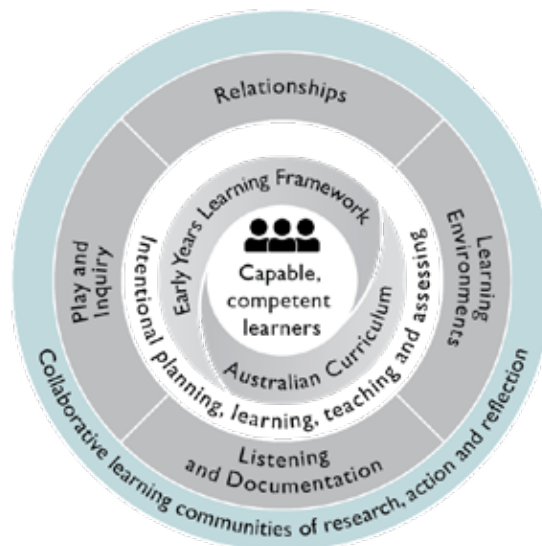 Relationships
Learning
Environments
Play and
Inquiry
Listening
and Documentation
Early Years Learning Framework
Australian Curriculum
Capable,
competent
learners
Intentional planning, learning, teaching and assessing
Collaborative learning communities of research, action and reflection